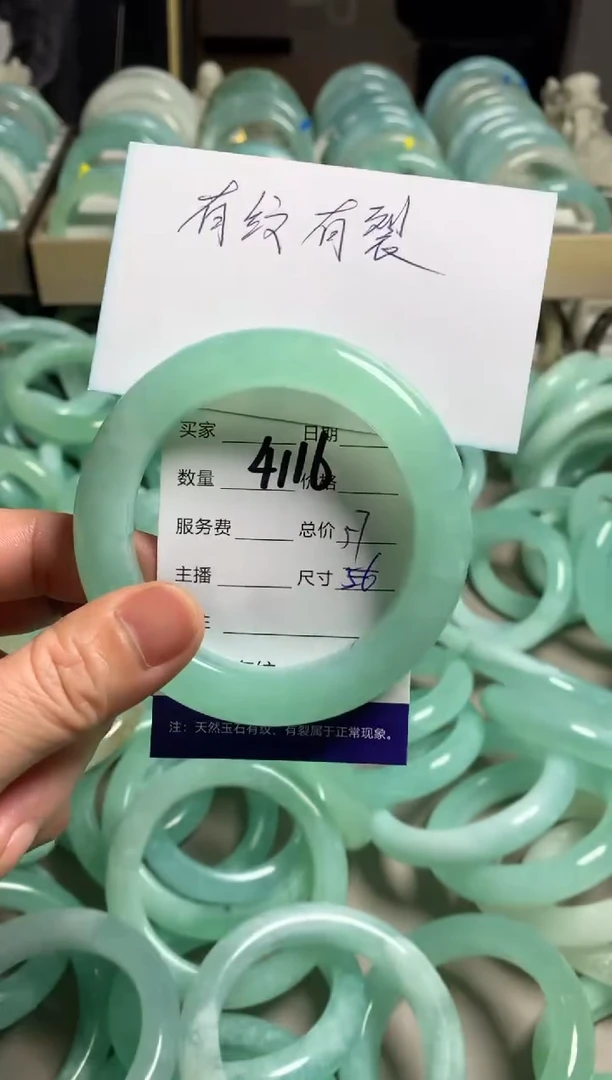 有纹有裂
买家 日期
4116
数量 价格
服务费 总价 57
主播 尺寸 56
注：天然玉石有纹、有裂属于正常现象。